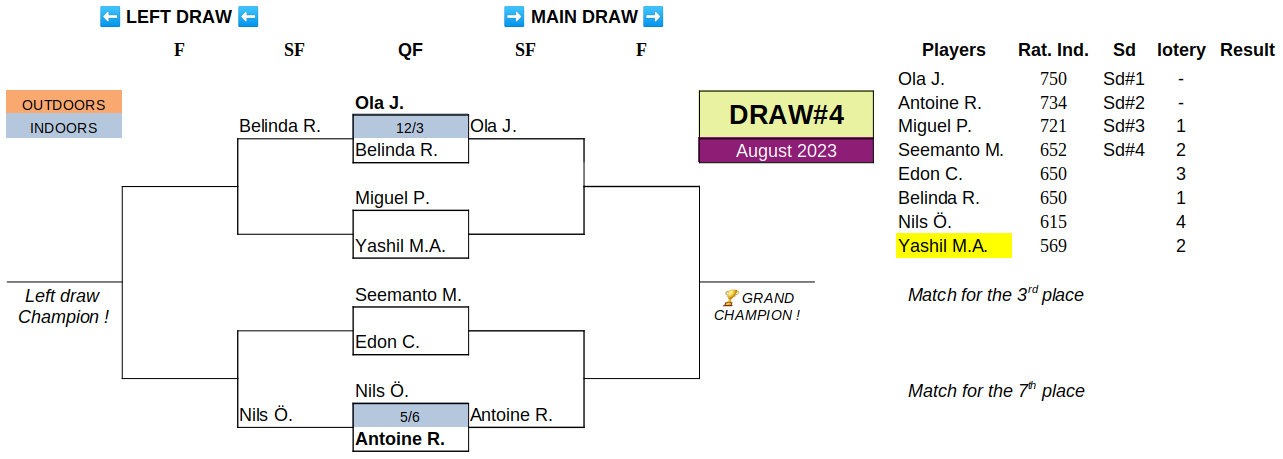 ⬅ LEFT DRAW ⬅ ➡ MAIN DRAW ➡
F SF QF SF F
Players Rat. Ind. Sd lotery Result
OUTDOORS
INDOORS
Ola J.
Belinda R. 12/3 Ola J.
Belinda R.
Miguel P.
Yashil M.A.
Left draw
Champion !
Seemanto M.
Edon C.
Nils Ö.
Nils Ö. 5/6 Antoine R.
Antoine R.
DRAW#4
August 2023
🏆 GRAND
CHAMPION !
Ola J. 750 Sd#1 -
Antoine R. 734 Sd#2 -
Miguel P. 721 Sd#3 1
Seemanto M. 652 Sd#4 2
Edon C. 650 3
Belinda R. 650 1
Nils Ö. 615 4
Yashil M.A. 569 2
Match for the 3rd place
Match for the 7th place